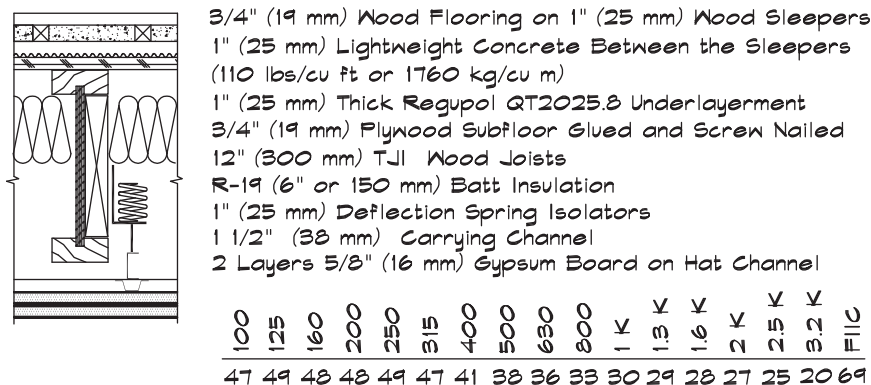 3/4" (19 mm) Wood Flooring on 1" (25 mm) Wood Sleepers
1" (25 mm) Lightweight Concrete Between the Sleepers
(110 lbs/cu ft or 1760 kg/cu m)
1" (25 mm) Thick Regupol QT2025.8 Underlayerment
3/4" (19 mm) Plywood Subfloor Glued and Screw Nailed
12" (300 mm) TJI Wood Joists
R-19 (6" or 150 mm) Batt Insulation
1" (25 mm) Deflection Spring Isolators
1 1/2" (38 mm) Carrying Channel
2 Layers 5/8" (16 mm) Gypsum Board on Hat Channel
100 125 160 200 250 315 400 500 630 800 1 K 1.3 K 1.6 K 2 K 2.5 K 3.2 K FIIC
47 49 48 48 49 47 41 38 36 33 30 29 28 27 25 20 69